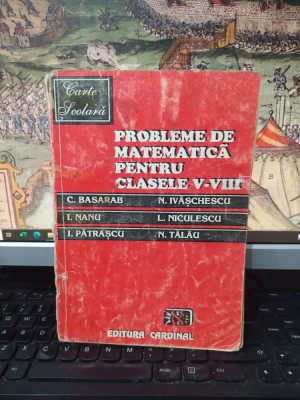 Carte
Școlară
PROBLEME DE
MATEMATICĂ
PENTRU
CLASELE V-VIII
C. BASARAB N. IVĂȘCHESCU
I. NANU L. NICULESCU
I. PĂTRAȘCU N. TĂLĂU
EDITURA CARDINAL